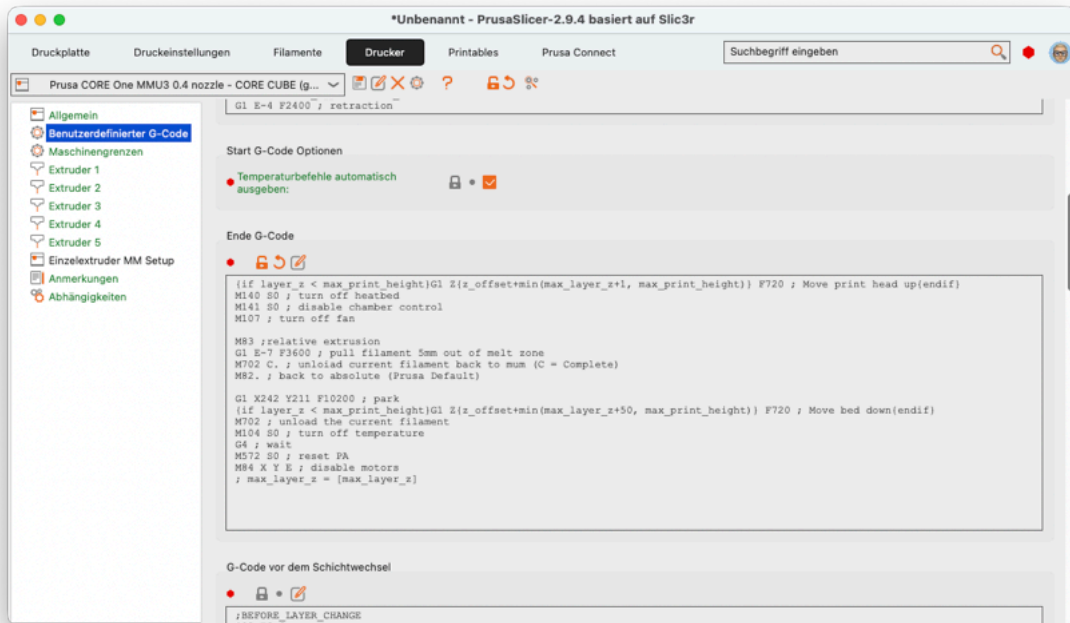 *Unbenannt - PrusaSlicer-2.9.4 basiert auf Slic3r
Druckplatte Druckeinstellungen Filamente Drucker Printables Prusa Connect Suchbegriff eingeben
Prusa CORE One MMU3 0.4 nozzle - CORE CUBE (g... ?
Allgemein
Benutzerdefinierter G-Code
Maschinengrenzen
Extruder 1
Extruder 2
Extruder 3
Extruder 4
Extruder 5
Einzelextruder MM Setup
Anmerkungen
Abhängigkeiten
G1 E-4 F2400 ; retraction
Start G-Code Optionen
Temperaturbefehle automatisch
ausgeben:
Ende G-Code
{if layer_z < max_print_height}G1 Z{z_offset+min(max_layer_z+1, max_print_height)} F720 ; Move print head up{endif}
M140 S0 ; turn off heatbed
M141 S0 ; disable chamber control
M107 ; turn off fan
M83 ;relative extrusion
G1 E-7 F3600 ; pull filament 5mm out of melt zone
M702 C. ; unloiad current filament back to mum (C = Complete)
M82. ; back to absolute (Prusa Default)
G1 X242 Y211 F10200 ; park
{if layer_z < max_print_height}G1 Z{z_offset+min(max_layer_z+50, max_print_height)} F720 ; Move bed down{endif}
M702 ; unload the current filament
M104 S0 ; turn off temperature
G4 ; wait
M572 S0 ; reset PA
M84 X Y E ; disable motors
; max_layer_z = [max_layer_z]
G-Code vor dem Schichtwechsel
;BEFORE_LAYER_CHANGE